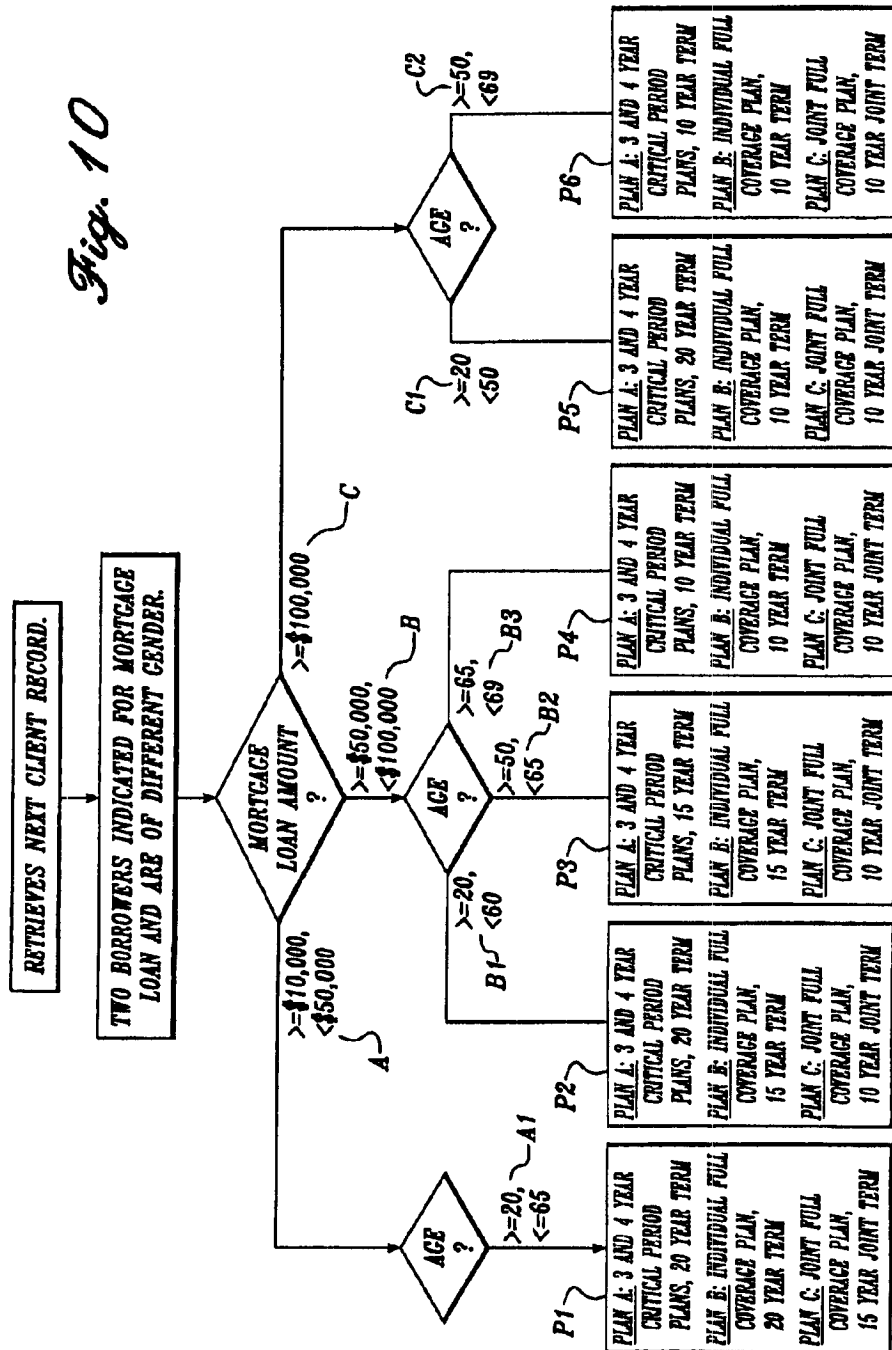 Fig. 10
RETRIEVES NEXT CLIENT RECORD.
TWO BORROWERS INDICATED FOR MORTGAGE
LOAN AND ARE OF DIFFERENT GENDER.
MORTGAGE
LOAN AMOUNT
?
>=$10,000,
<$50,000
A
>=$50,000,
<$100,000
B
>=$100,000
C
AGE
?
>=20,
<=65
A1
AGE
?
>=20,
<60
B1
>=50,
<65
B2
>=65,
<69
B3
AGE
?
C1
>=20
<50
C2
>=50,
<69
P1
PLAN A: 3 AND 4 YEAR
CRITICAL PERIOD
PLANS, 20 YEAR TERM
PLAN B: INDIVIDUAL FULL
COVERAGE PLAN,
20 YEAR TERM
PLAN C: JOINT FULL
COVERAGE PLAN,
15 YEAR JOINT TERM
P2
PLAN A: 3 AND 4 YEAR
CRITICAL PERIOD
PLANS, 20 YEAR TERM
PLAN B: INDIVIDUAL FULL
COVERAGE PLAN,
15 YEAR TERM
PLAN C: JOINT FULL
COVERAGE PLAN,
10 YEAR JOINT TERM
P3
PLAN A: 3 AND 4 YEAR
CRITICAL PERIOD
PLANS, 15 YEAR TERM
PLAN B: INDIVIDUAL FULL
COVERAGE PLAN,
15 YEAR TERM
PLAN C: JOINT FULL
COVERAGE PLAN,
10 YEAR JOINT TERM
P4
PLAN A: 3 AND 4 YEAR
CRITICAL PERIOD
PLANS, 10 YEAR TERM
PLAN B: INDIVIDUAL FULL
COVERAGE PLAN,
10 YEAR TERM
PLAN C: JOINT FULL
COVERAGE PLAN,
10 YEAR JOINT TERM
P5
PLAN A: 3 AND 4 YEAR
CRITICAL PERIOD
PLANS, 20 YEAR TERM
PLAN B: INDIVIDUAL FULL
COVERAGE PLAN,
10 YEAR TERM
PLAN C: JOINT FULL
COVERAGE PLAN,
10 YEAR JOINT TERM
P6
PLAN A: 3 AND 4 YEAR
CRITICAL PERIOD
PLANS, 10 YEAR TERM
PLAN B: INDIVIDUAL FULL
COVERAGE PLAN,
10 YEAR TERM
PLAN C: JOINT FULL
COVERAGE PLAN,
10 YEAR JOINT TERM